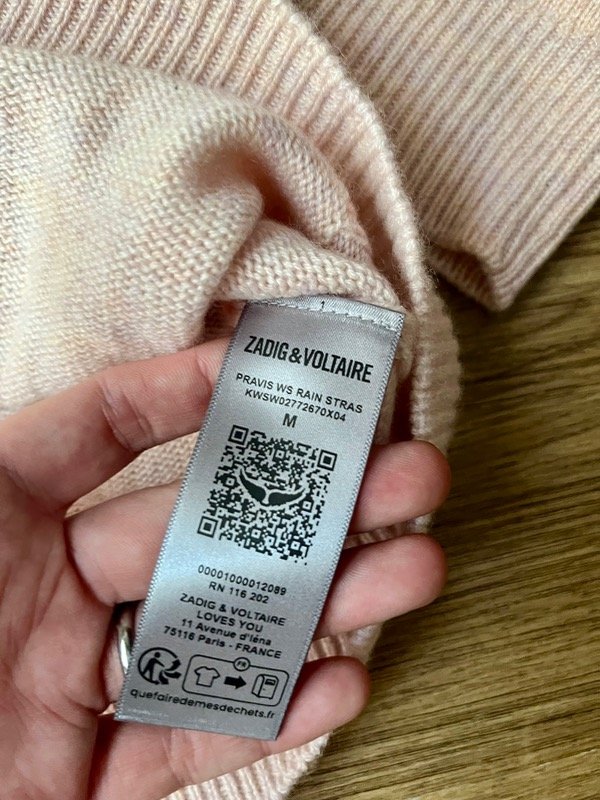 1
ZADIG & VOLTAIRE
PRAVIS WS RAIN STRAS
KWSW02772670X04
M
00001000012089
RN 116 202
ZADIG & VOLTAIRE
LOVES YOU
11 Avenue d'Iéna
75116 Paris - FRANCE
FR
quefairedemesdechets.fr